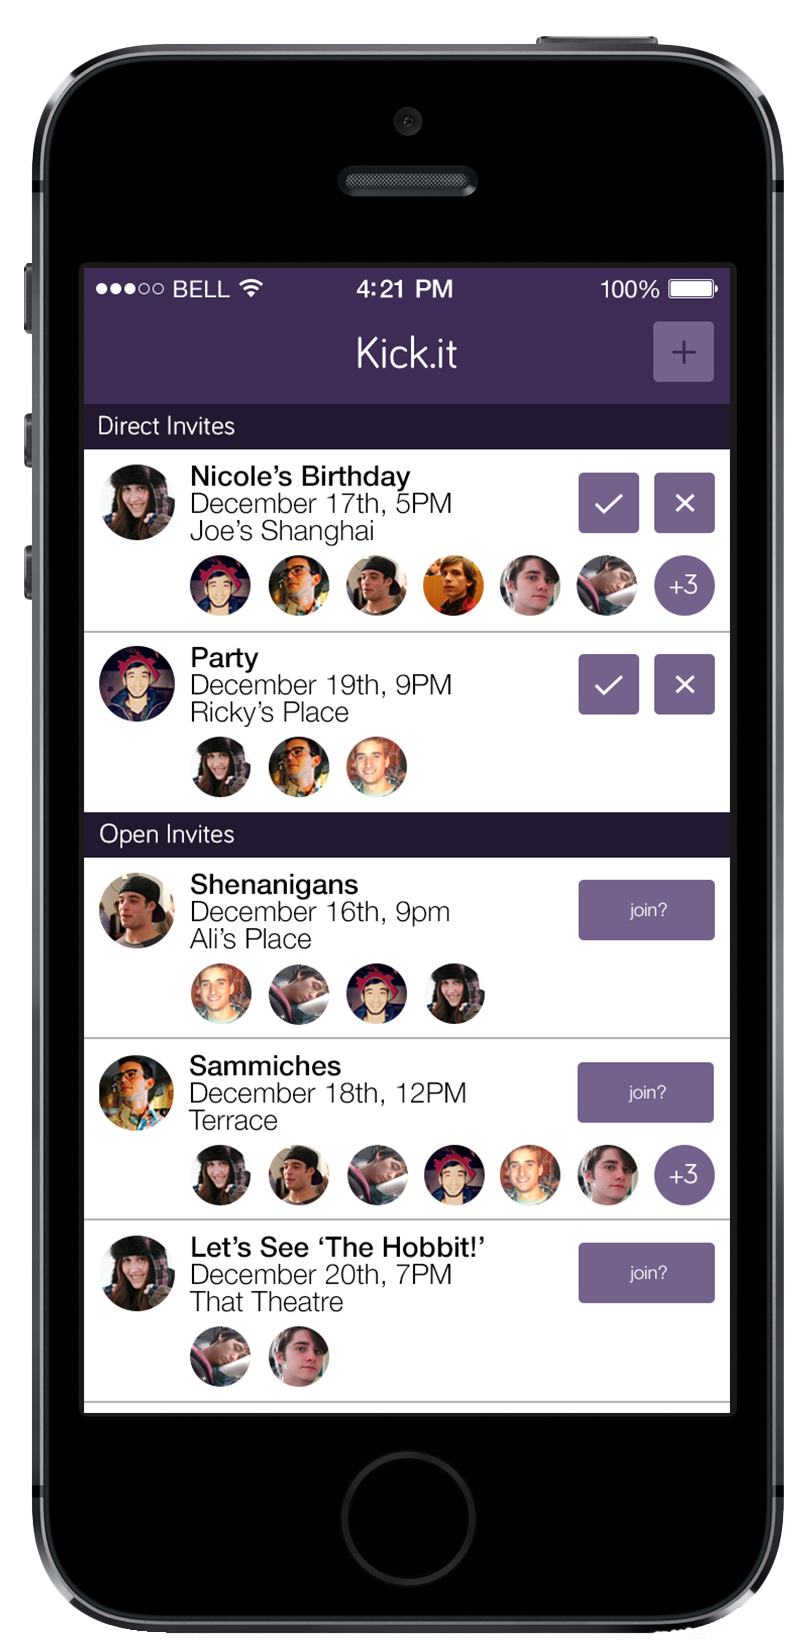 BELL 4:21 PM 100%
Kick.it
+
Direct Invites
Nicole’s Birthday
December 17th, 5PM
Joe’s Shanghai
+3
Party
December 19th, 9PM
Ricky’s Place
Open Invites
Shenanigans
December 16th, 9pm
join?
Ali’s Place
Sammiches
December 18th, 12PM
join?
Terrace
+3
Let’s See ‘The Hobbit!’
December 20th, 7PM
join?
That Theatre